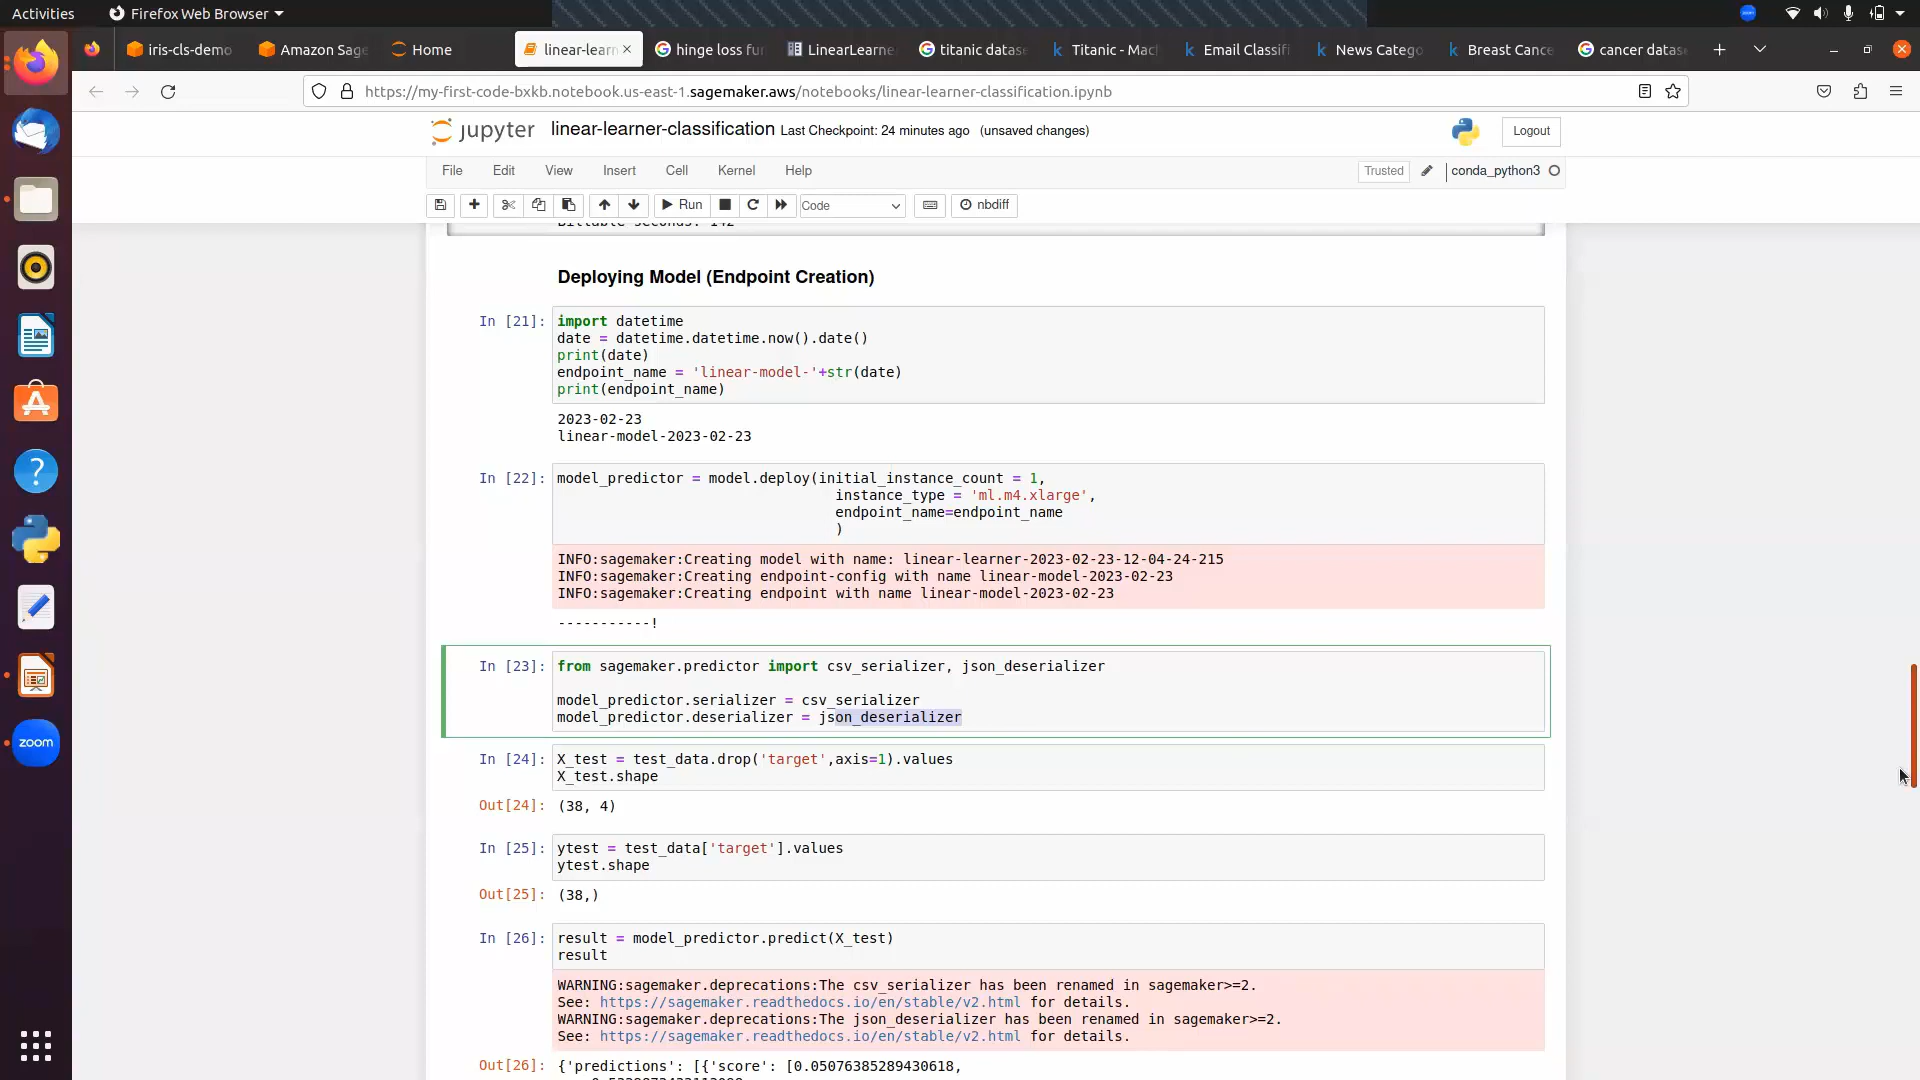 Activities
Firefox Web Browser
iris-cls-demo
Amazon Sage
Home
linear-learn
hinge loss fu
LinearLearne
titanic datase
Titanic - Mac
Email Classifi
News Catego
Breast Cance
cancer datas
https://my-first-code-bxkb.notebook.us-east-1.sagemaker.aws/notebooks/linear-learner-classification.ipynb
jupyter linear-learner-classification Last Checkpoint: 24 minutes ago (unsaved changes)
Logout
File Edit View Insert Cell Kernel Help
Trusted
conda_python3
Run
Code
nbdiff
Billable seconds: 142
Deploying Model (Endpoint Creation)
In [21]: import datetime
date = datetime.datetime.now().date()
print(date)
endpoint_name = 'linear-model-'+str(date)
print(endpoint_name)
2023-02-23
linear-model-2023-02-23
In [22]: model_predictor = model.deploy(initial_instance_count = 1,
instance_type = 'ml.m4.xlarge',
endpoint_name=endpoint_name
)
INFO:sagemaker:Creating model with name: linear-learner-2023-02-23-12-04-24-215
INFO:sagemaker:Creating endpoint-config with name linear-model-2023-02-23
INFO:sagemaker:Creating endpoint with name linear-model-2023-02-23
-----------!
In [23]: from sagemaker.predictor import csv_serializer, json_deserializer
model_predictor.serializer = csv_serializer
model_predictor.deserializer = json_deserializer
In [24]: X_test = test_data.drop('target',axis=1).values
X_test.shape
Out[24]: (38, 4)
In [25]: ytest = test_data['target'].values
ytest.shape
Out[25]: (38,)
In [26]: result = model_predictor.predict(X_test)
result
WARNING:sagemaker.deprecations:The csv_serializer has been renamed in sagemaker>=2.
See: https://sagemaker.readthedocs.io/en/stable/v2.html for details.
WARNING:sagemaker.deprecations:The json_deserializer has been renamed in sagemaker>=2.
See: https://sagemaker.readthedocs.io/en/stable/v2.html for details.
Out[26]: {'predictions': [{'score': [0.05076385289430618,
zoom